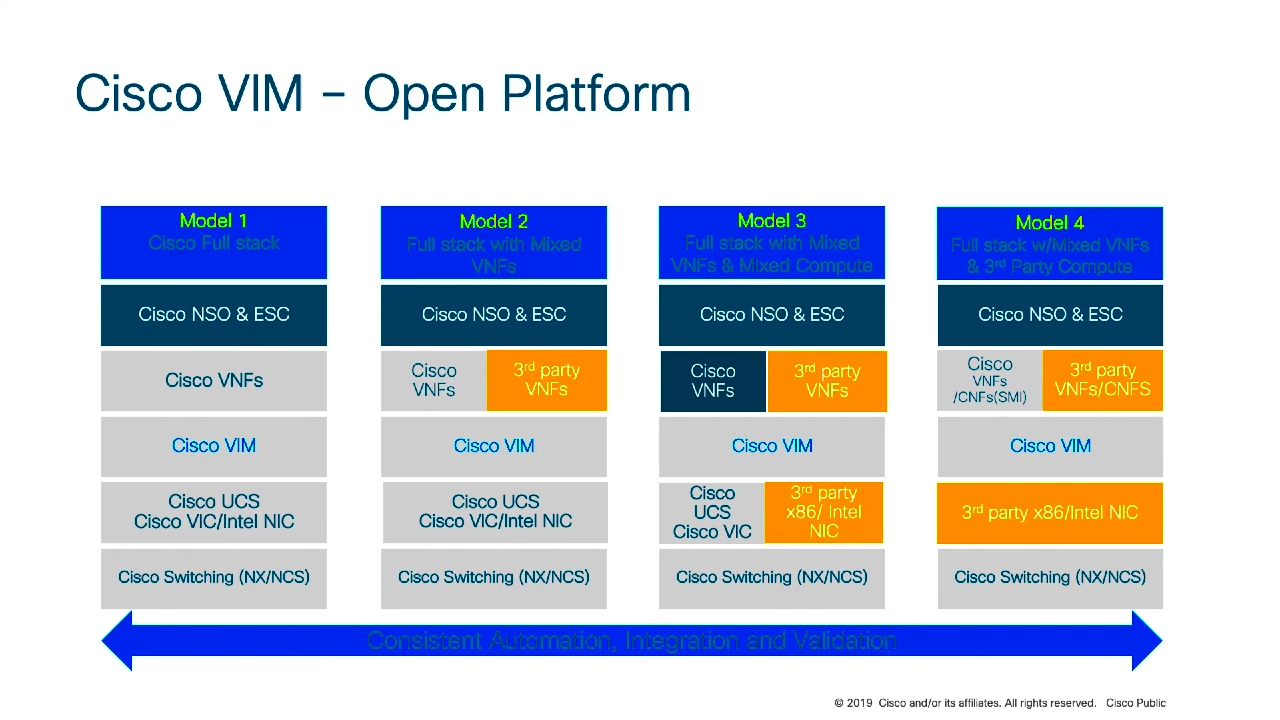 Cisco VIM – Open Platform
Model 1
Cisco Full stack
Cisco NSO & ESC
Cisco VNFs
Cisco VIM
Cisco UCS
Cisco VIC/Intel NIC
Cisco Switching (NX/NCS)
Model 2
Full stack with Mixed
VNFs
Cisco NSO & ESC
Cisco
VNFs
3rd party
VNFs
Cisco VIM
Cisco UCS
Cisco VIC/Intel NIC
Cisco Switching (NX/NCS)
Model 3
Full stack with Mixed
VNFs & Mixed Compute
Cisco NSO & ESC
Cisco
VNFs
3rd party
VNFs
Cisco VIM
Cisco
UCS
Cisco VIC
3rd party
x86/ Intel
NIC
Cisco Switching (NX/NCS)
Model 4
Full stack w/Mixed VNFs
& 3rd Party Compute
Cisco NSO & ESC
Cisco
VNFs
/CNFs(SMI)
3rd party
VNFs/CNFS
Cisco VIM
3rd party x86/Intel NIC
Cisco Switching (NX/NCS)
Consistent Automation, Integration and Validation
© 2019 Cisco and/or its affiliates. All rights reserved. Cisco Public